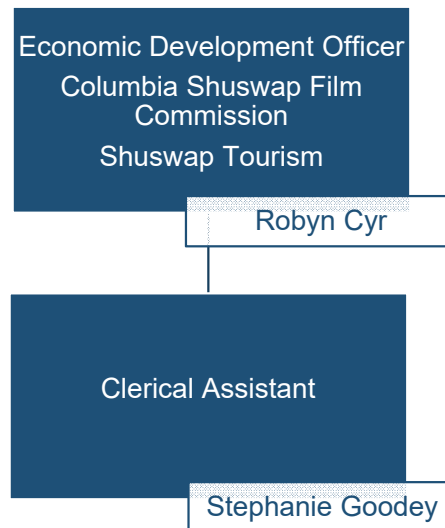 Economic Development Officer
Columbia Shuswap Film
Commission
Shuswap Tourism
Robyn Cyr
Clerical Assistant
Stephanie Goodey